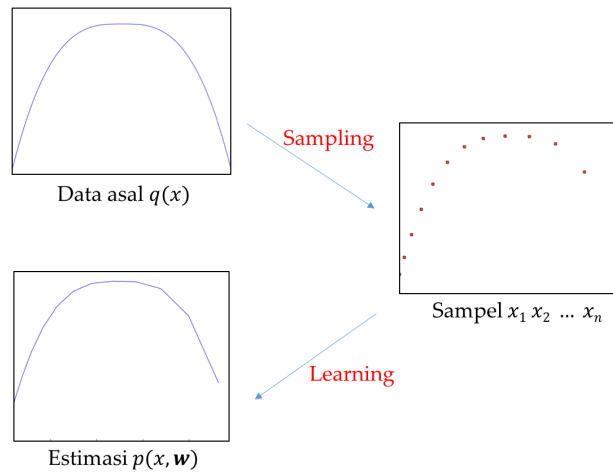 Data asal q(x)
Sampling
Sampel x₁ x₂ … xₙ
Learning
Estimasi p(x, w)